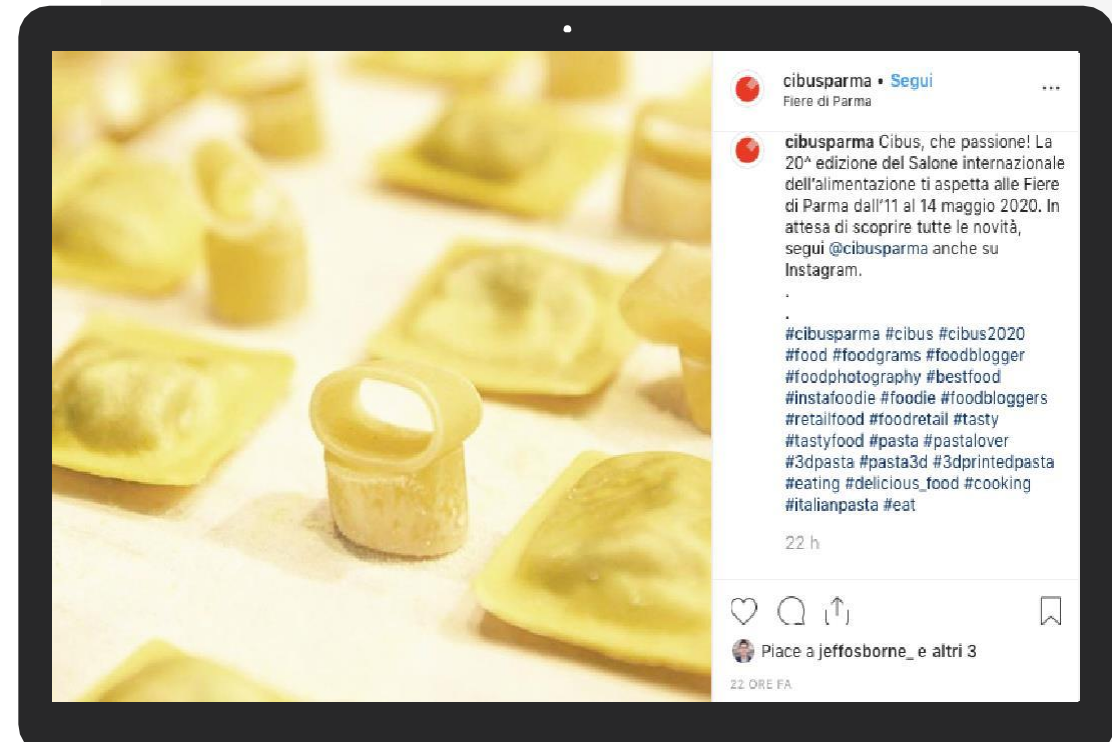 cibusparma • Segui
Fiere di Parma
...
cibusparma Cibus, che passione! La
20^ edizione del Salone internazionale
dell'alimentazione ti aspetta alle Fiere
di Parma dall'11 al 14 maggio 2020. In
attesa di scoprire tutte le novità,
segui @cibusparma anche su
Instagram.
.
.
#cibusparma #cibus #cibus2020
#food #foodgrams #foodblogger
#foodphotography #bestfood
#instafoodie #foodie #foodbloggers
#retailfood #foodretail #tasty
#tastyfood #pasta #pastalover
#3dpasta #pasta3d #3dprintedpasta
#eating #delicious_food #cooking
#italianpasta #eat
22 h
Piace a jeffosborne_ e altri 3
22 ORE FA